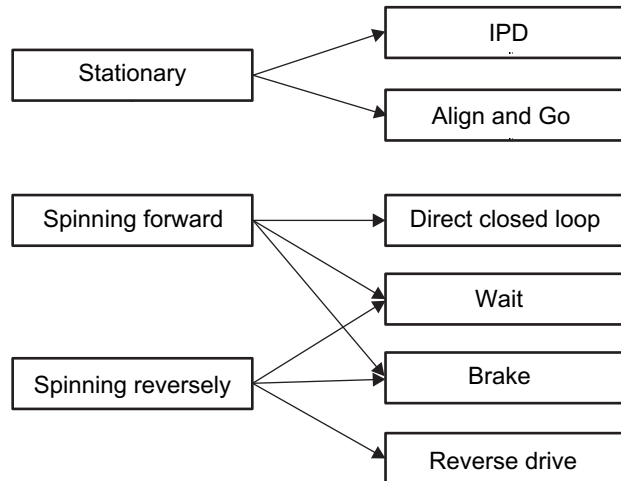 IPD
Stationary
Align and Go
Spinning forward
Direct closed loop
Wait
Spinning reversely
Brake
Reverse drive